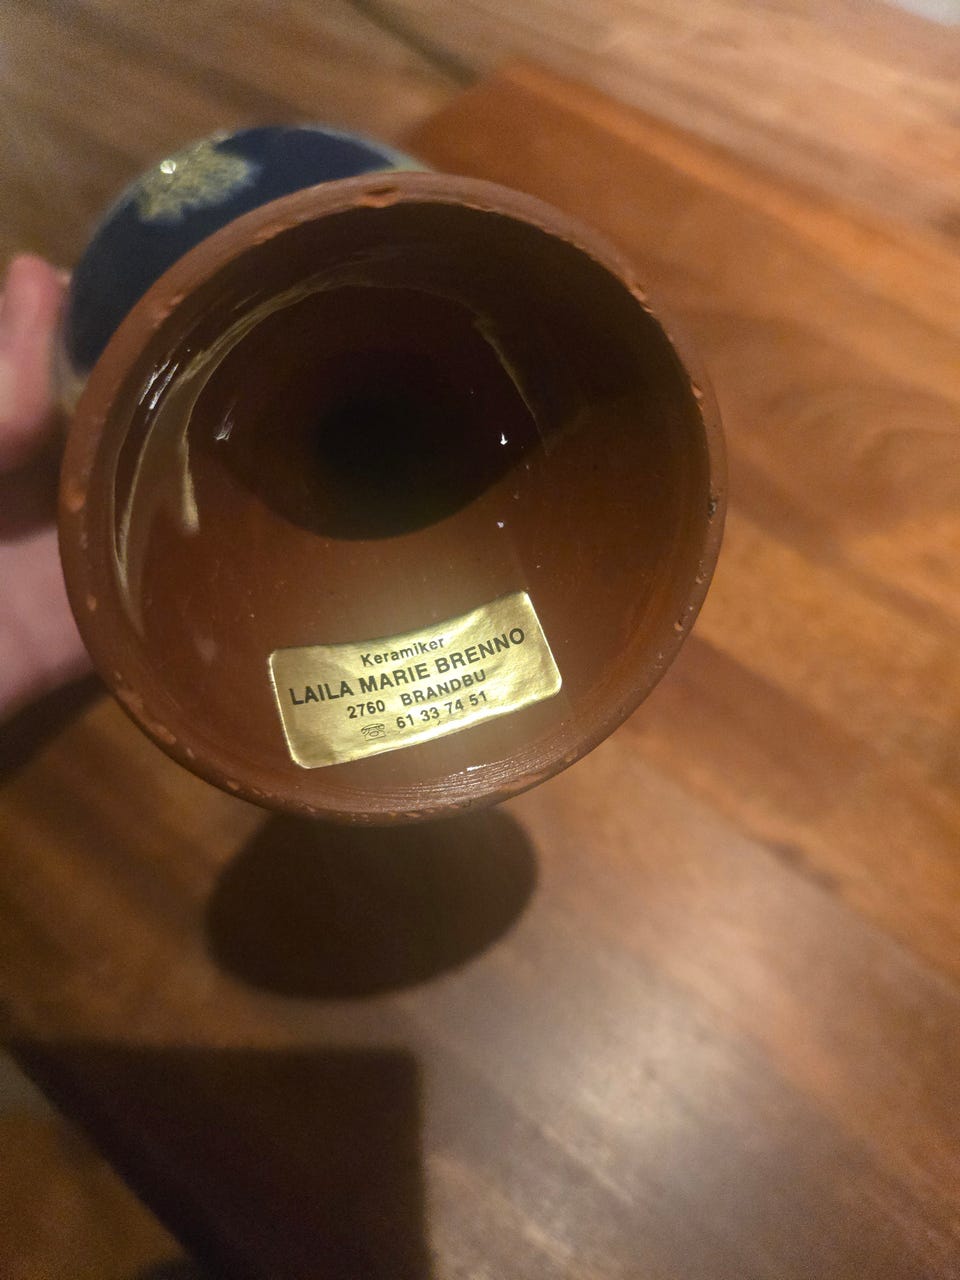 Keramiker
LAILA MARIE BRENNO
2760 BRANDBU
☏ 61 33 74 51